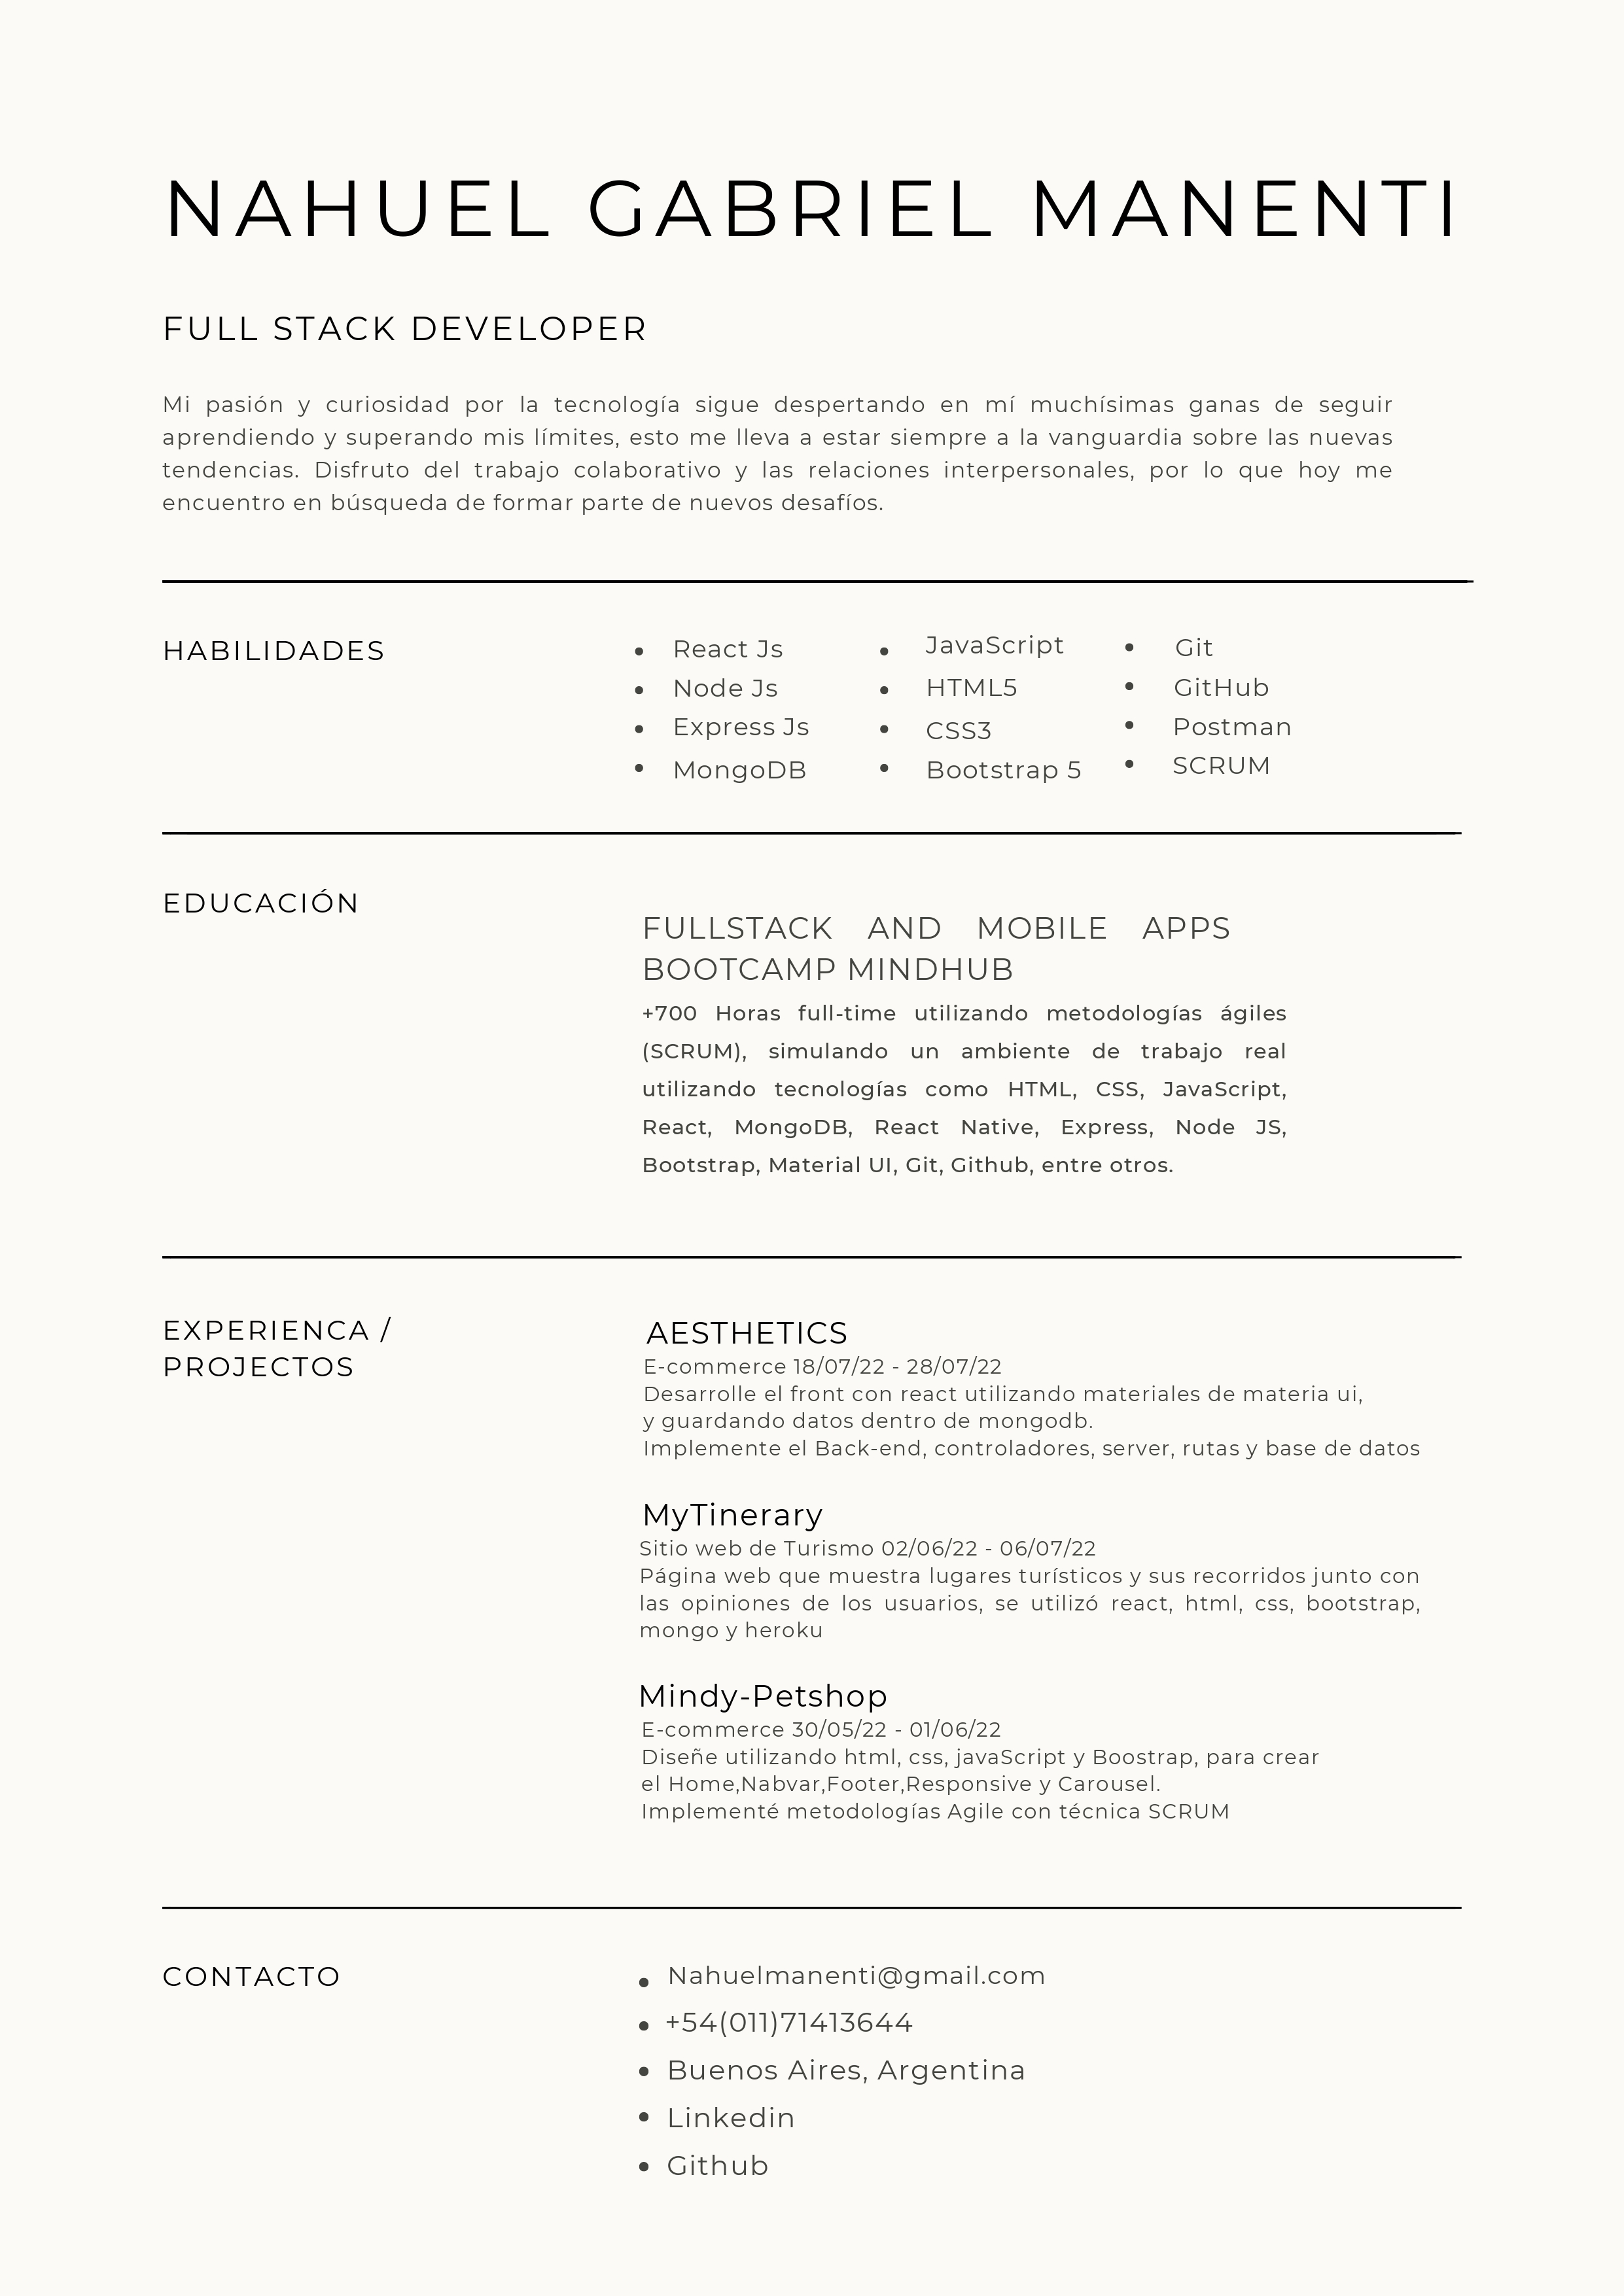 NAHUEL GABRIEL MANENTI
FULL STACK DEVELOPER
Mi pasión y curiosidad por la tecnología sigue despertando en mí muchísimas ganas de seguir
aprendiendo y superando mis límites, esto me lleva a estar siempre a la vanguardia sobre las nuevas
tendencias. Disfruto del trabajo colaborativo y las relaciones interpersonales, por lo que hoy me
encuentro en búsqueda de formar parte de nuevos desafíos.
HABILIDADES
• React Js
• Node Js
• Express Js
• MongoDB
• JavaScript
• HTML5
• CSS3
• Bootstrap 5
• Git
• GitHub
• Postman
• SCRUM
EDUCACIÓN
FULLSTACK AND MOBILE APPS
BOOTCAMP MINDHUB
+700 Horas full-time utilizando metodologías ágiles
(SCRUM), simulando un ambiente de trabajo real
utilizando tecnologías como HTML, CSS, JavaScript,
React, MongoDB, React Native, Express, Node JS,
Bootstrap, Material UI, Git, Github, entre otros.
EXPERIENCA /
PROJECTOS
AESTHETICS
E-commerce 18/07/22 - 28/07/22
Desarrolle el front con react utilizando materiales de materia ui,
y guardando datos dentro de mongodb.
Implemente el Back-end, controladores, server, rutas y base de datos
MyTinerary
Sitio web de Turismo 02/06/22 - 06/07/22
Página web que muestra lugares turísticos y sus recorridos junto con
las opiniones de los usuarios, se utilizó react, html, css, bootstrap,
mongo y heroku
Mindy-Petshop
E-commerce 30/05/22 - 01/06/22
Diseñe utilizando html, css, javaScript y Boostrap, para crear
el Home,Nabvar,Footer,Responsive y Carousel.
Implementé metodologías Agile con técnica SCRUM
CONTACTO
• Nahuelmanenti@gmail.com
• +54(011)71413644
• Buenos Aires, Argentina
• Linkedin
• Github